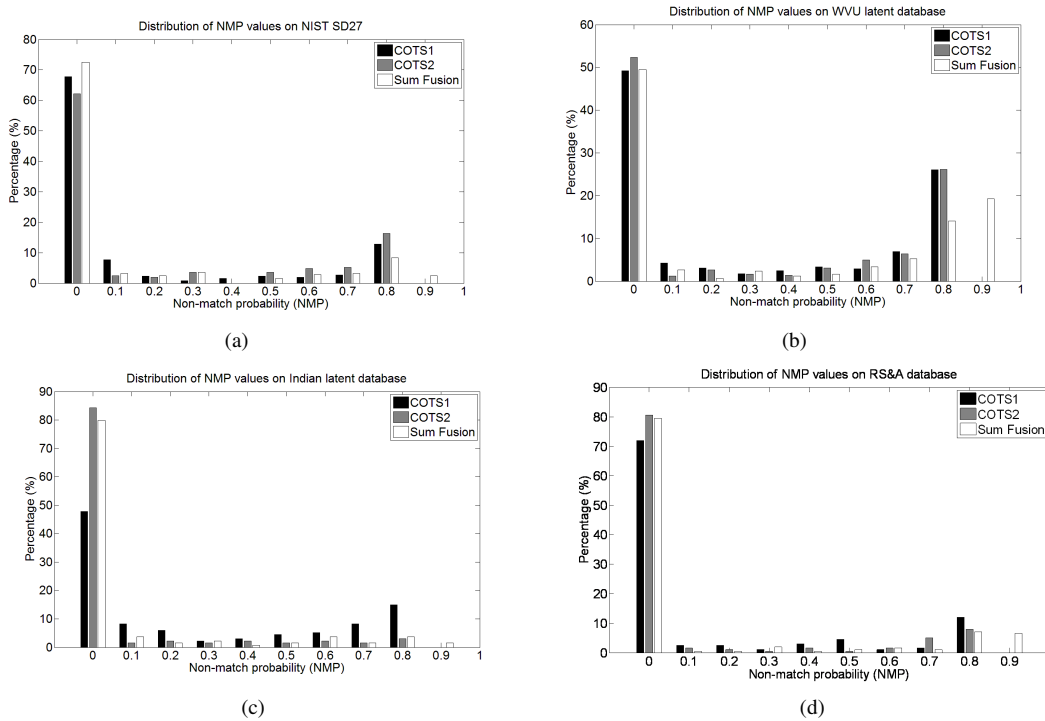 Distribution of NMP values on NIST SD27
80
70
60
50
40
30
20
10
0
Percentage (%)
COTS1
COTS2
Sum Fusion
0 0.1 0.2 0.3 0.4 0.5 0.6 0.7 0.8 0.9 1
Non-match probability (NMP)
(a)
Distribution of NMP values on WVU latent database
60
50
40
30
20
10
0
Percentage (%)
COTS1
COTS2
Sum Fusion
0 0.1 0.2 0.3 0.4 0.5 0.6 0.7 0.8 0.9 1
Non-match probability (NMP)
(b)
Distribution of NMP values on Indian latent database
90
80
70
60
50
40
30
20
10
0
Percentage (%)
COTS1
COTS2
Sum Fusion
0 0.1 0.2 0.3 0.4 0.5 0.6 0.7 0.8 0.9 1
Non-match probability (NMP)
(c)
Distribution of NMP values on RS&A database
90
80
70
60
50
40
30
20
10
0
Percentage (%)
COTS1
COTS2
Sum Fusion
0 0.1 0.2 0.3 0.4 0.5 0.6 0.7 0.8 0.9
Non-match probability (NMP)
(d)